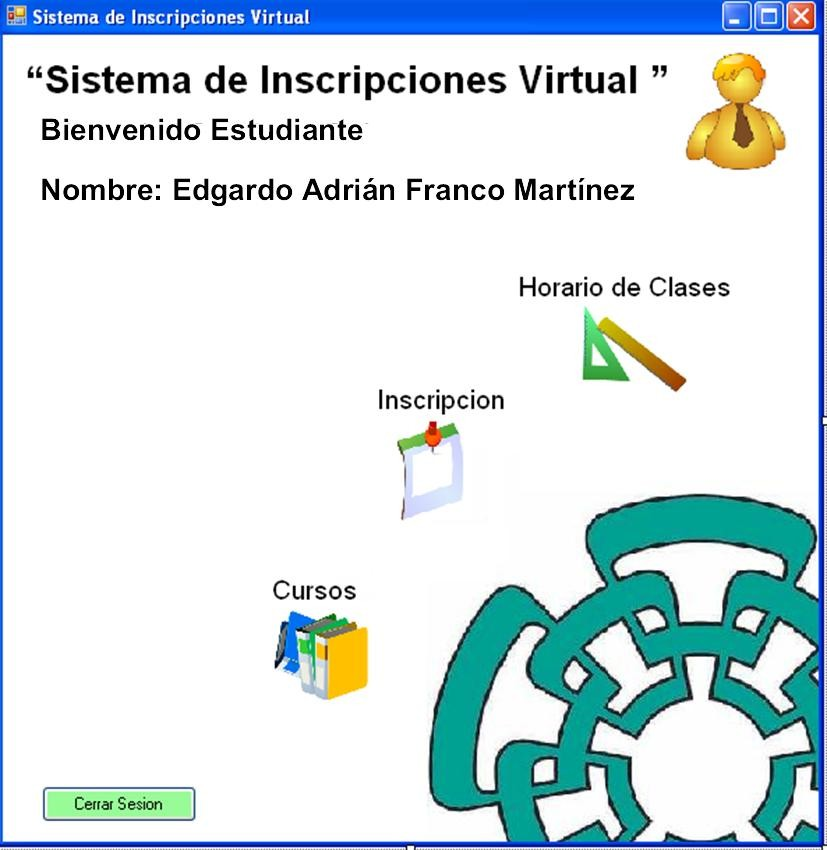 Sistema de Inscripciones Virtual
“Sistema de Inscripciones Virtual ”
Bienvenido Estudiante
Nombre: Edgardo Adrián Franco Martínez
Horario de Clases
Inscripcion
Cursos
Cerrar Sesion